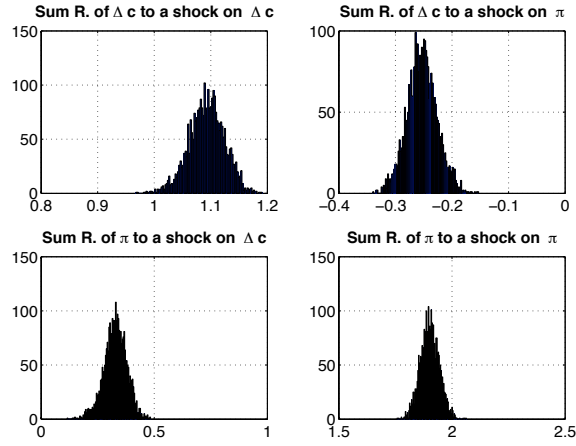 Sum R. of Δ c to a shock on Δ c
150
100
50
0
0.8 0.9 1 1.1 1.2
Sum R. of Δ c to a shock on π
100
50
0
−0.4 −0.3 −0.2 −0.1 0
Sum R. of π to a shock on Δ c
150
100
50
0
0 0.5 1
Sum R. of π to a shock on π
150
100
50
0
1.5 2 2.5